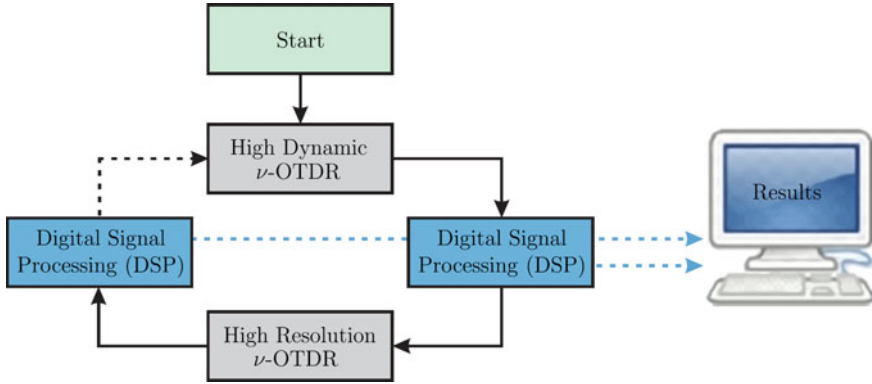 Start
High Dynamic
ν-OTDR
Digital Signal
Processing (DSP)
Digital Signal
Processing (DSP)
Results
High Resolution
ν-OTDR